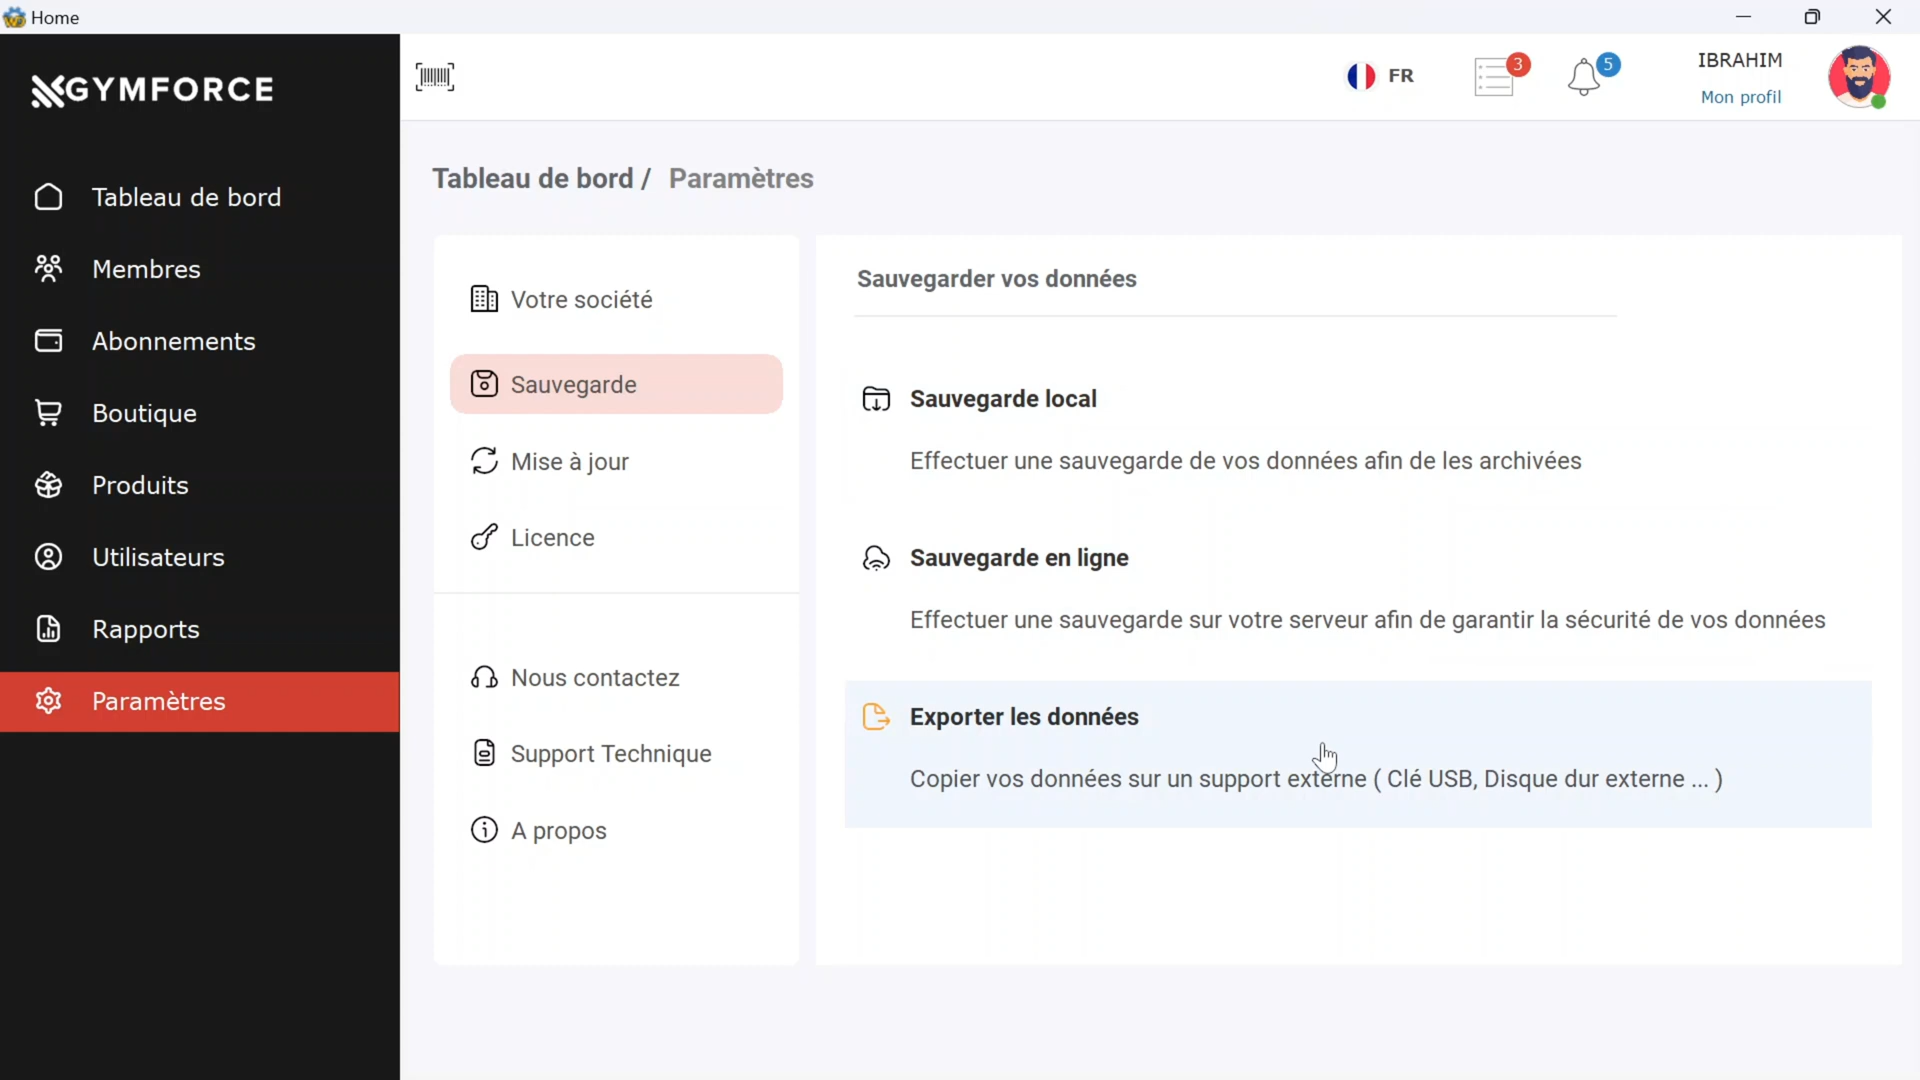 Home
GYMFORCE
FR
3
5
IBRAHIM
Mon profil
Tableau de bord
Membres
Abonnements
Boutique
Produits
Utilisateurs
Rapports
Paramètres
Tableau de bord / Paramètres
Votre société
Sauvegarde
Mise à jour
Licence
Nous contactez
Support Technique
A propos
Sauvegarder vos données
Sauvegarde local
Effectuer une sauvegarde de vos données afin de les archivées
Sauvegarde en ligne
Effectuer une sauvegarde sur votre serveur afin de garantir la sécurité de vos données
Exporter les données
Copier vos données sur un support externe ( Clé USB, Disque dur externe ... )